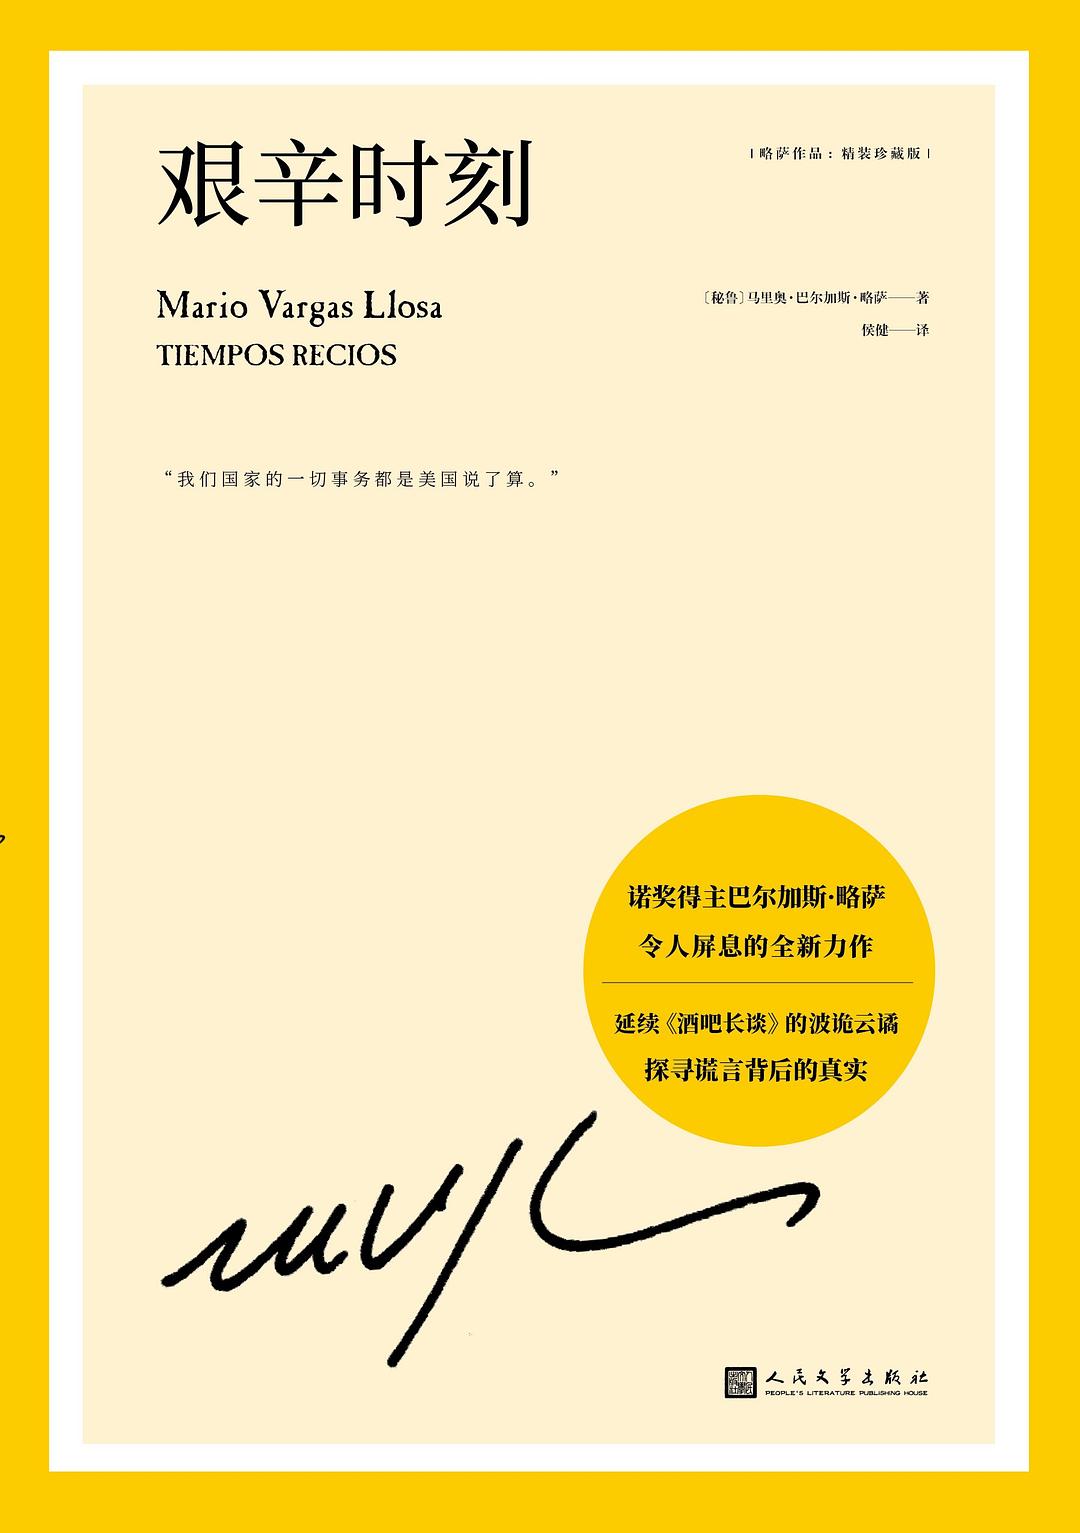 艰辛时刻
|略萨作品：精装珍藏版|
Mario Vargas Llosa
TIEMPOS RECIOS
〔秘鲁〕马里奥·巴尔加斯·略萨——著
侯健——译
“我们国家的一切事务都是美国说了算。”
诺奖得主巴尔加斯·略萨
令人屏息的全新力作
延续《酒吧长谈》的波诡云谲
探寻谎言背后的真实
人民文学出版社
PEOPLE'S LITERATURE PUBLISHING HOUSE